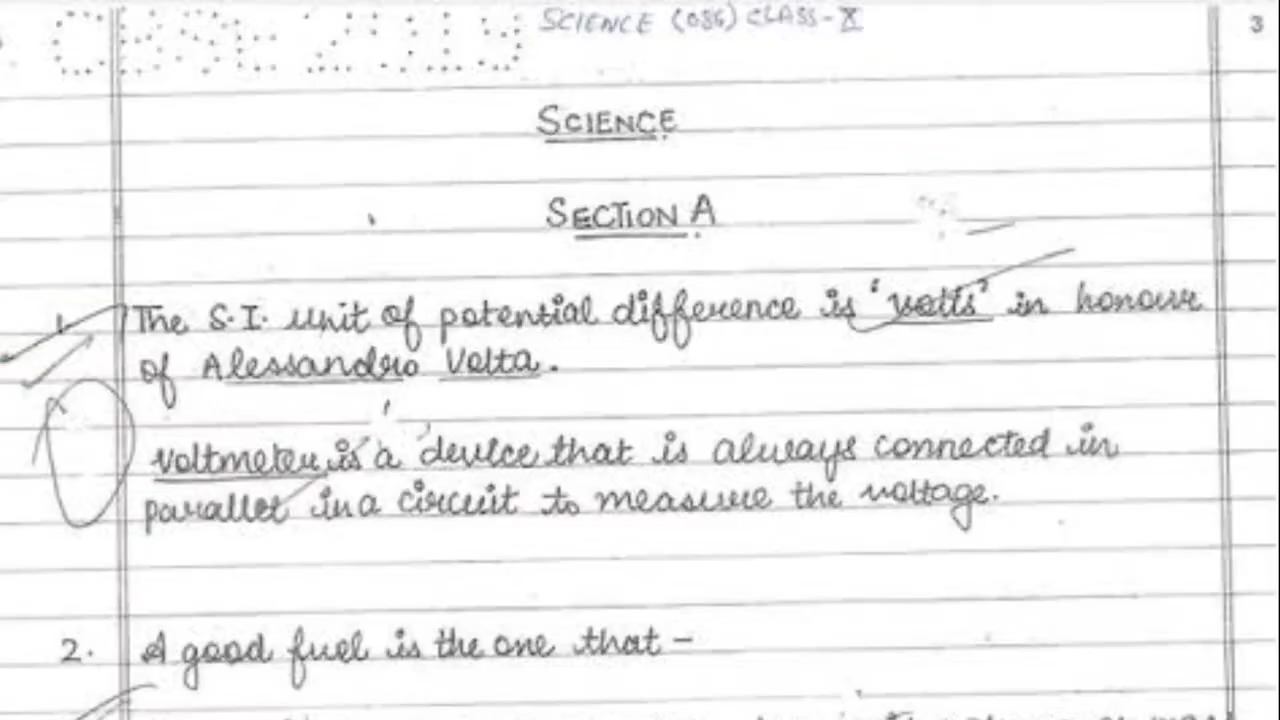 CBSE 2019
SCIENCE (086) CLASS-X
3
SCIENCE
SECTION A
1. The S.I. unit of potential difference is 'volts' in honour
of Alessandro Volta.
voltmeter is a device that is always connected in
parallel in a circuit to measure the voltage.
2. A good fuel is the one that –